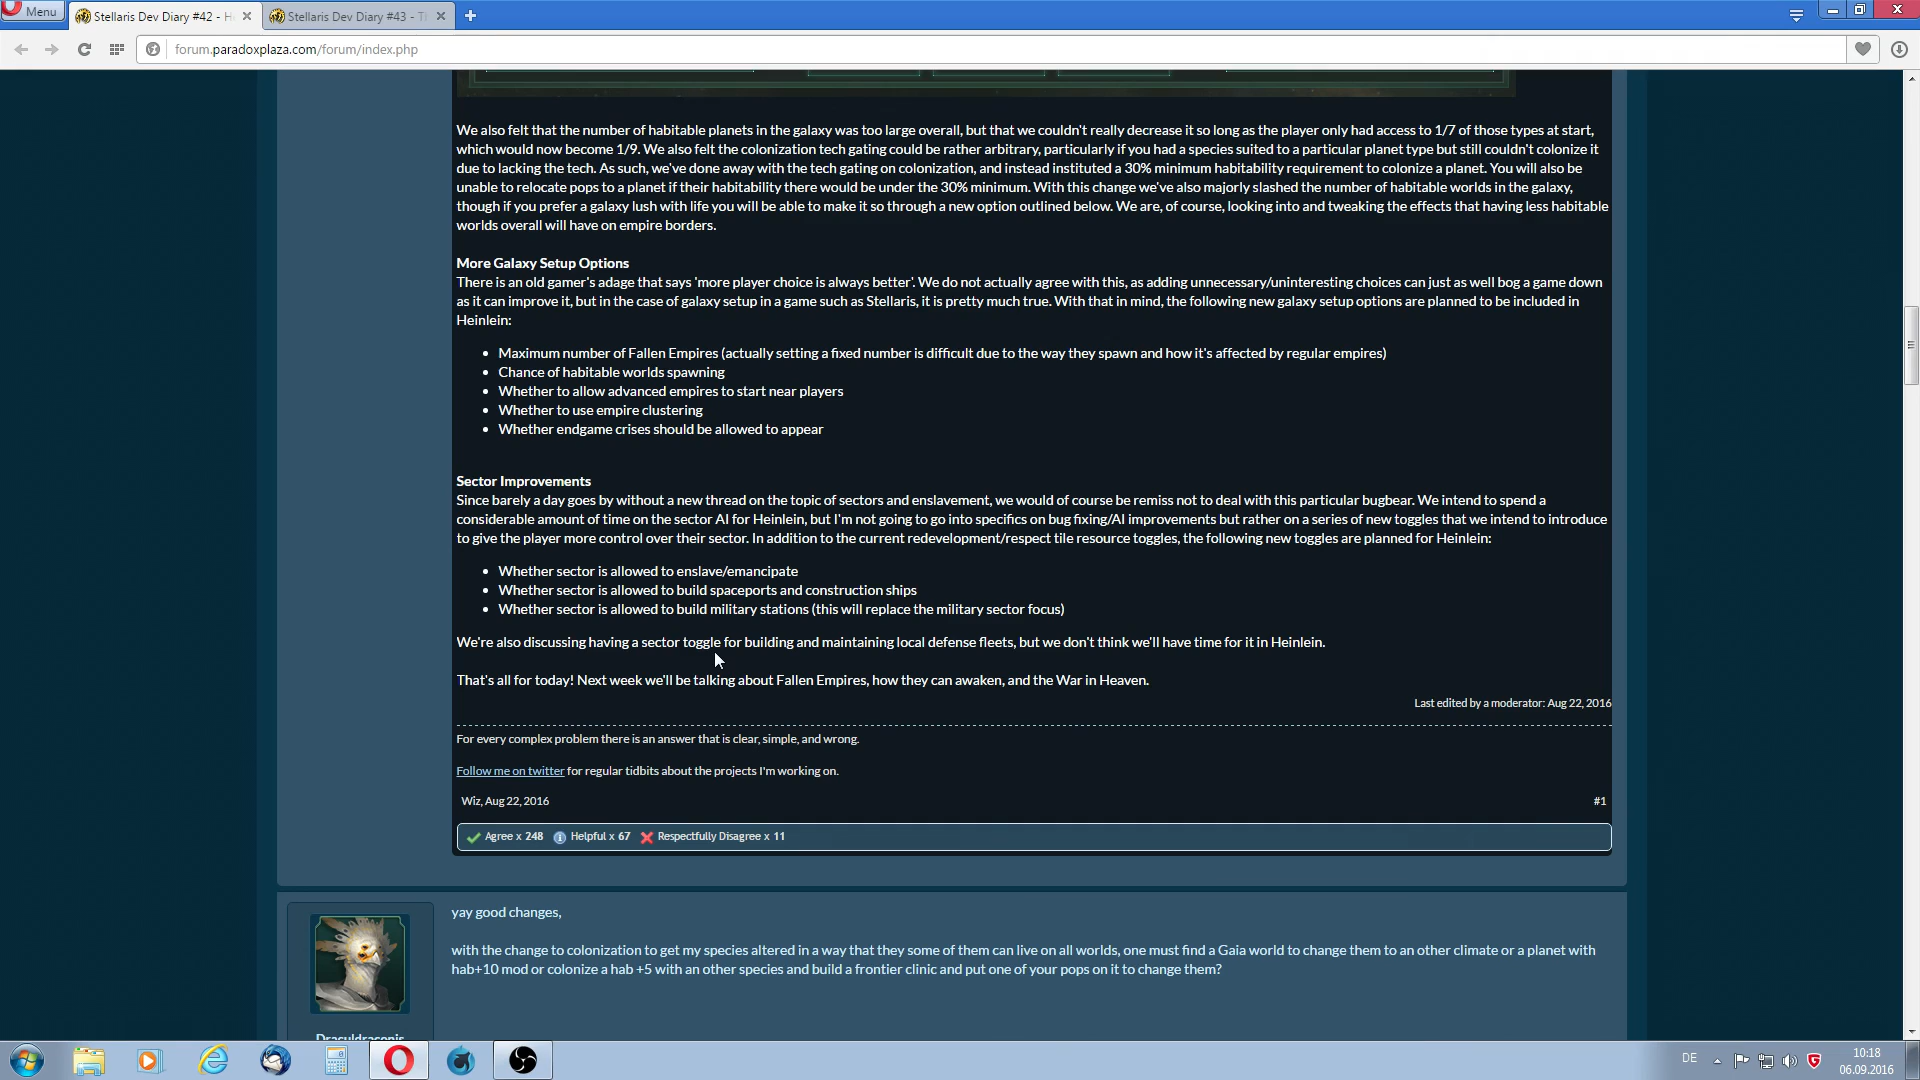 Menu
Stellaris Dev Diary #42 - H
Stellaris Dev Diary #43 - T
forum.paradoxplaza.com/forum/index.php
We also felt that the number of habitable planets in the galaxy was too large overall, but that we couldn't really decrease it so long as the player only had access to 1/7 of those types at start,
which would now become 1/9. We also felt the colonization tech gating could be rather arbitrary, particularly if you had a species suited to a particular planet type but still couldn't colonize it
due to lacking the tech. As such, we've done away with the tech gating on colonization, and instead instituted a 30% minimum habitability requirement to colonize a planet. You will also be
unable to relocate pops to a planet if their habitability there would be under the 30% minimum. With this change we've also majorly slashed the number of habitable worlds in the galaxy,
though if you prefer a galaxy lush with life you will be able to make it so through a new option outlined below. We are, of course, looking into and tweaking the effects that having less habitable
worlds overall will have on empire borders.
More Galaxy Setup Options
There is an old gamer's adage that says 'more player choice is always better'. We do not actually agree with this, as adding unnecessary/uninteresting choices can just as well bog a game down
as it can improve it, but in the case of galaxy setup in a game such as Stellaris, it is pretty much true. With that in mind, the following new galaxy setup options are planned to be included in
Heinlein:
• Maximum number of Fallen Empires (actually setting a fixed number is difficult due to the way they spawn and how it's affected by regular empires)
• Chance of habitable worlds spawning
• Whether to allow advanced empires to start near players
• Whether to use empire clustering
• Whether endgame crises should be allowed to appear
Sector Improvements
Since barely a day goes by without a new thread on the topic of sectors and enslavement, we would of course be remiss not to deal with this particular bugbear. We intend to spend a
considerable amount of time on the sector AI for Heinlein, but I'm not going to go into specifics on bug fixing/AI improvements but rather on a series of new toggles that we intend to introduce
to give the player more control over their sector. In addition to the current redevelopment/respect tile resource toggles, the following new toggles are planned for Heinlein:
• Whether sector is allowed to enslave/emancipate
• Whether sector is allowed to build spaceports and construction ships
• Whether sector is allowed to build military stations (this will replace the military sector focus)
We're also discussing having a sector toggle for building and maintaining local defense fleets, but we don't think we'll have time for it in Heinlein.
That's all for today! Next week we'll be talking about Fallen Empires, how they can awaken, and the War in Heaven.
Last edited by a moderator: Aug 22, 2016
For every complex problem there is an answer that is clear, simple, and wrong.
Follow me on twitter for regular tidbits about the projects I'm working on.
Wiz, Aug 22, 2016
#1
Agree x 248 Helpful x 67 Respectfully Disagree x 11
yay good changes,
with the change to colonization to get my species altered in a way that they some of them can live on all worlds, one must find a Gaia world to change them to an other climate or a planet with
hab+10 mod or colonize a hab +5 with an other species and build a frontier clinic and put one of your pops on it to change them?
DE
10:18
06.09.2016